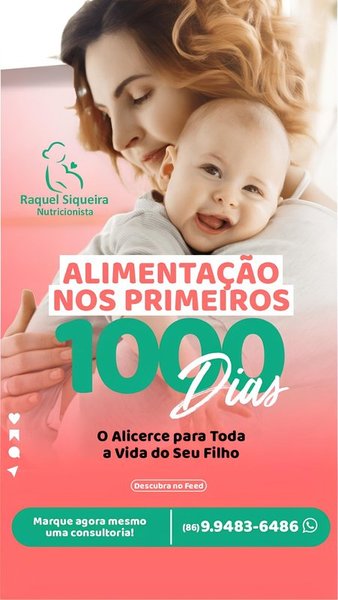 Raquel Siqueira
Nutricionista
ALIMENTAÇÃO
NOS PRIMEIROS
1000
Dias
O Alicerce para Toda
a Vida do Seu Filho
Descubra no Feed
Marque agora mesmo
uma consultoria!
(86) 9.9483-6486